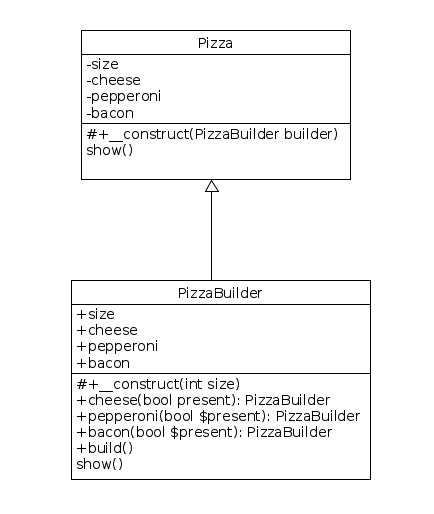 Pizza
-size
-cheese
-pepperoni
-bacon
#+__construct(PizzaBuilder builder)
show()
PizzaBuilder
+size
+cheese
+pepperoni
+bacon
#+__construct(int size)
+cheese(bool present): PizzaBuilder
+pepperoni(bool $present): PizzaBuilder
+bacon(bool $present): PizzaBuilder
+build()
show()